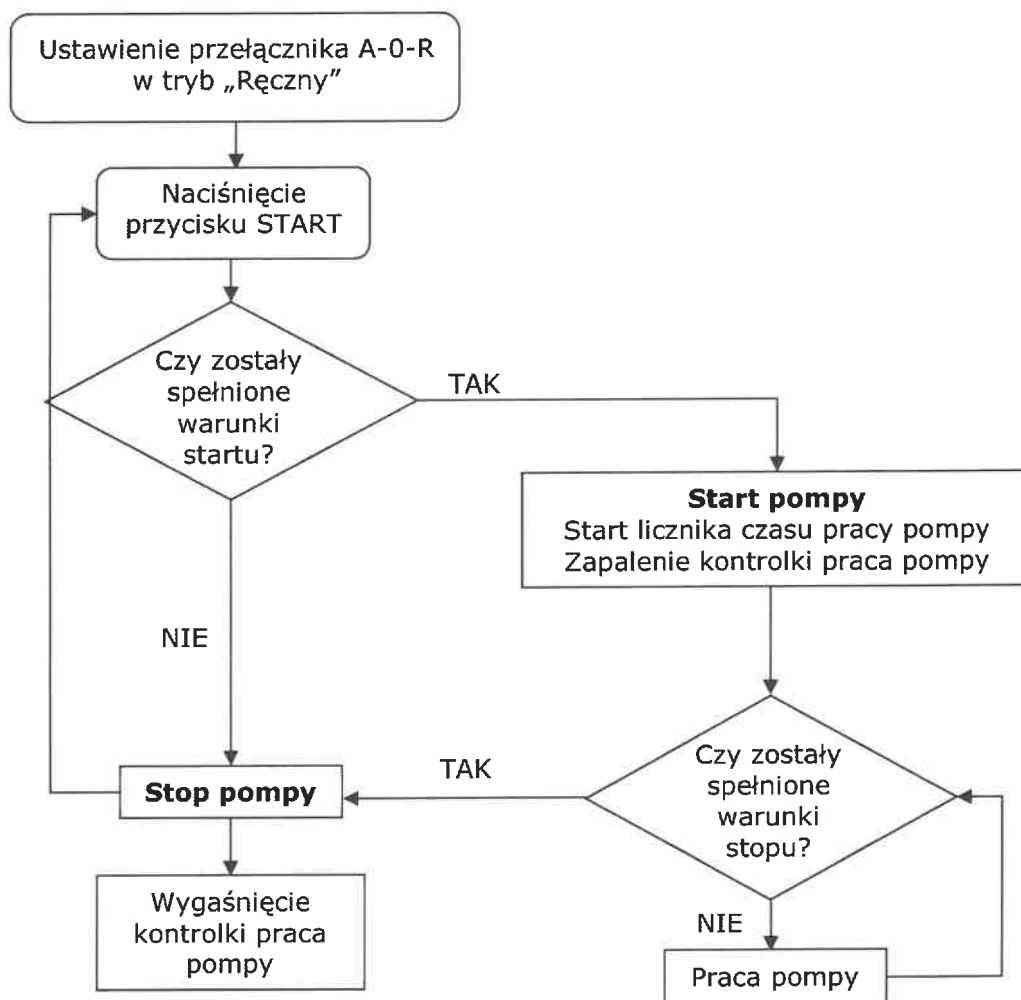 Ustawienie przełącznika A-0-R
w tryb „Ręczny”
Naciśnięcie
przycisku START
Czy zostały
spełnione
warunki
startu?
TAK
Start pompy
Start licznika czasu pracy pompy
Zapalenie kontrolki praca pompy
NIE
Czy zostały
spełnione
warunki
stopu?
TAK
Stop pompy
Wygaśnięcie
kontrolki praca
pompy
NIE
Praca pompy